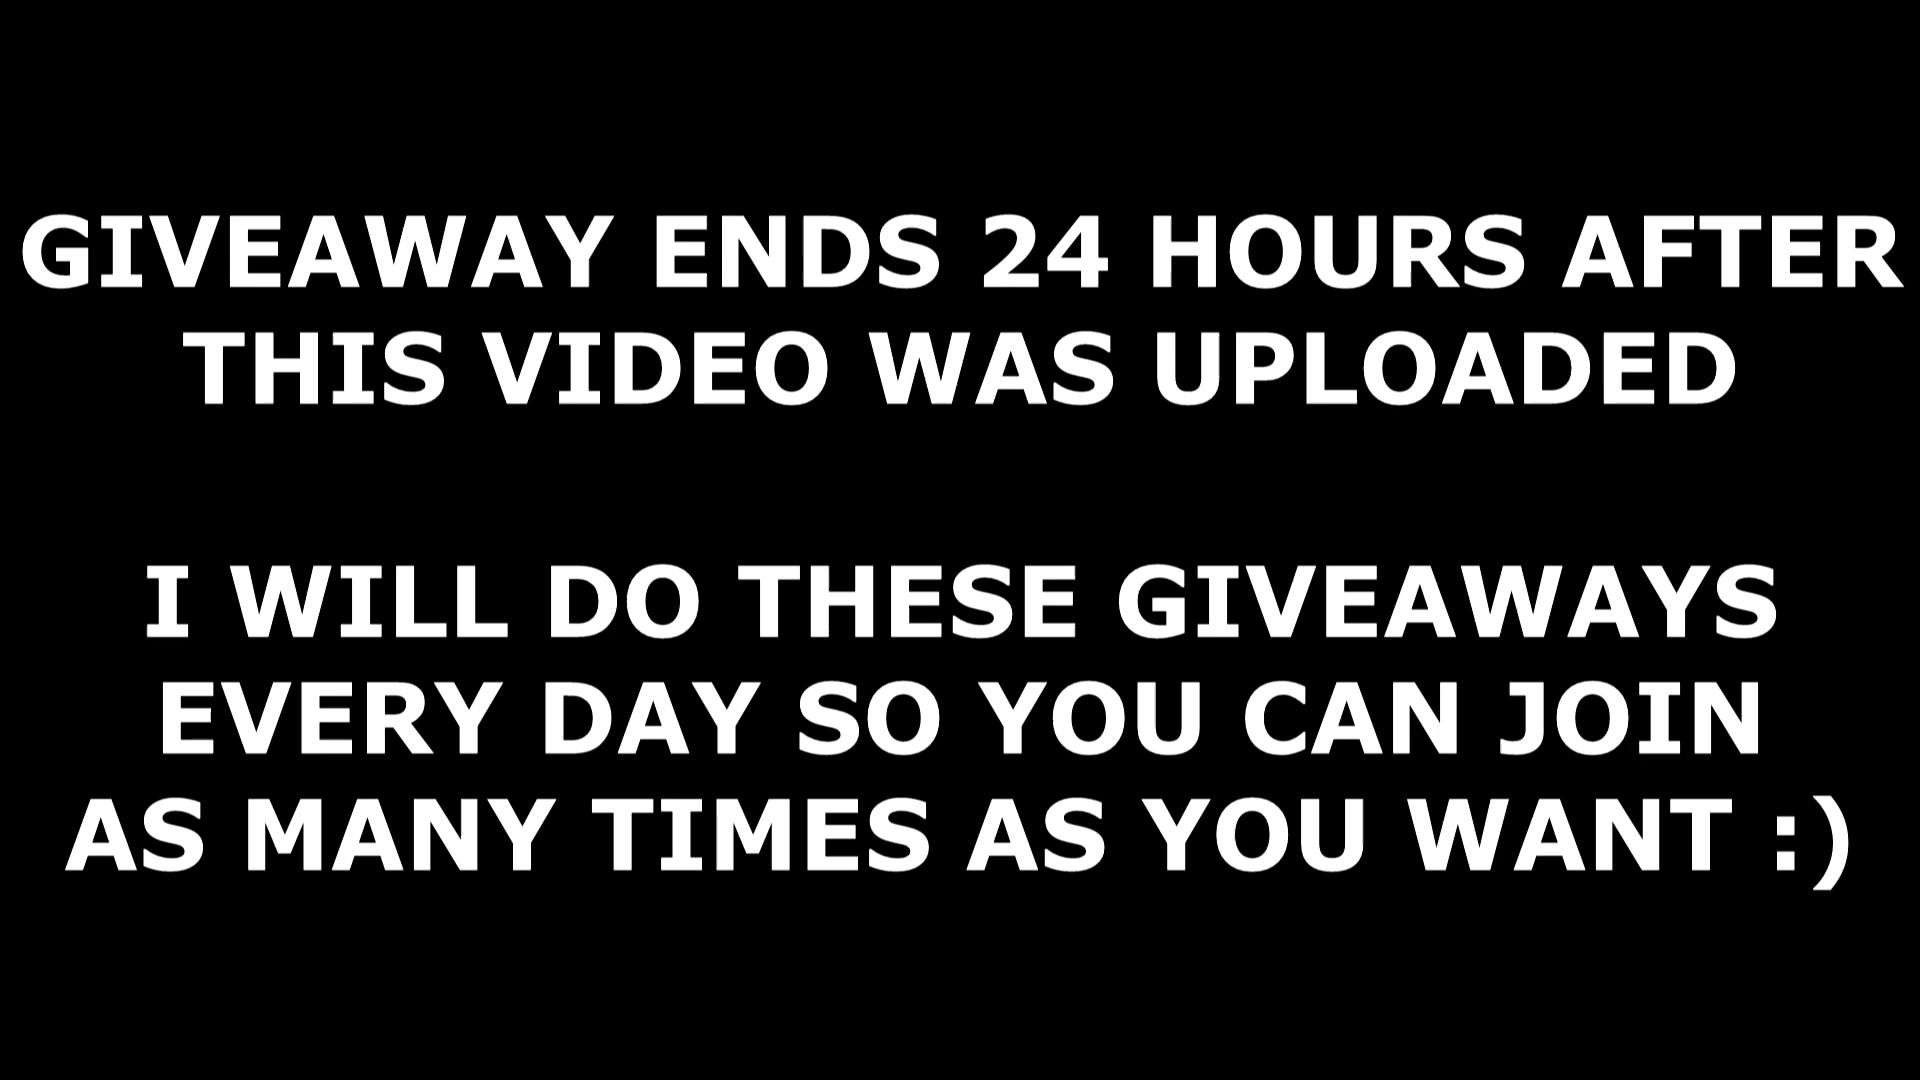 GIVEAWAY ENDS 24 HOURS AFTER
THIS VIDEO WAS UPLOADED
I WILL DO THESE GIVEAWAYS
EVERY DAY SO YOU CAN JOIN
AS MANY TIMES AS YOU WANT :)